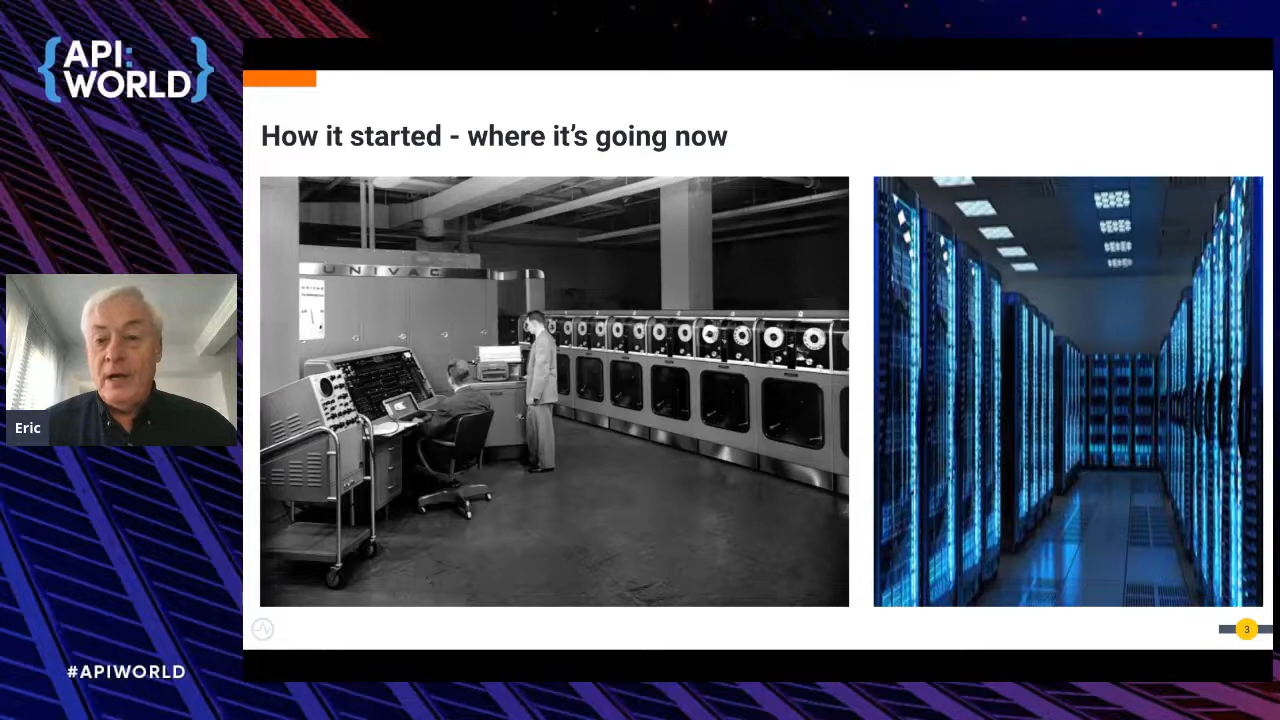 {API:
WORLD}
How it started - where it’s going now
UNIVAC
Eric
3
#APIWORLD